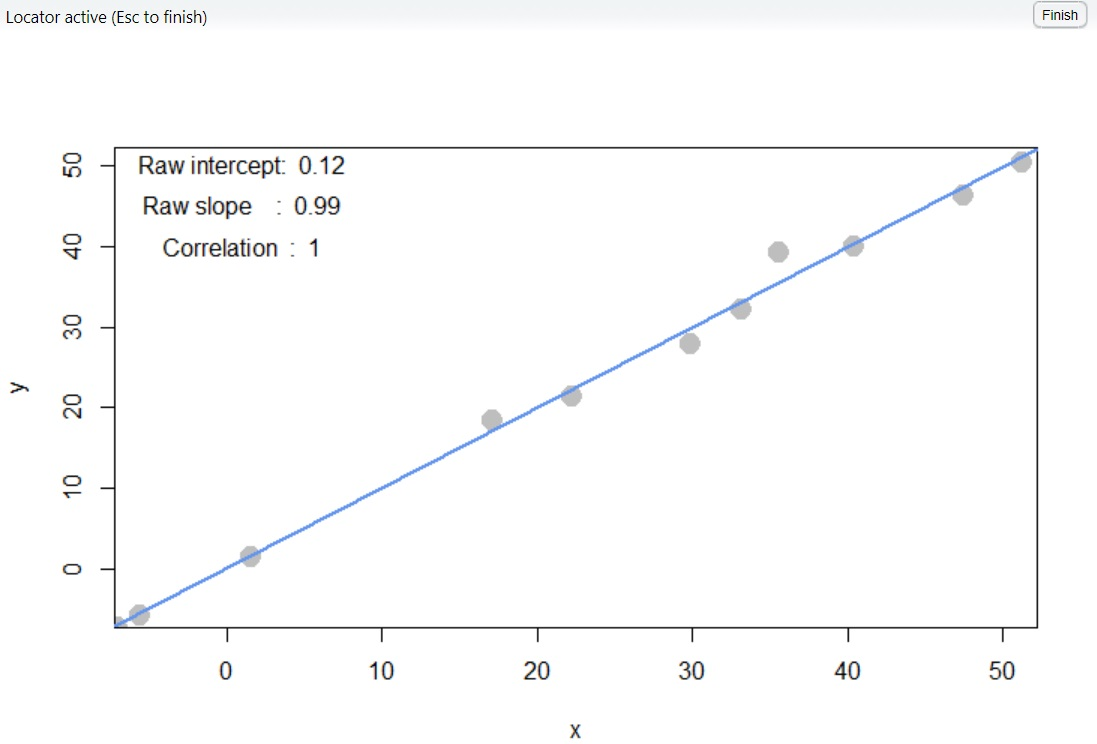 Locator active (Esc to finish)
Finish
Raw intercept: 0.12
Raw slope : 0.99
Correlation : 1
50
40
30
20
10
0
y
0 10 20 30 40 50
x